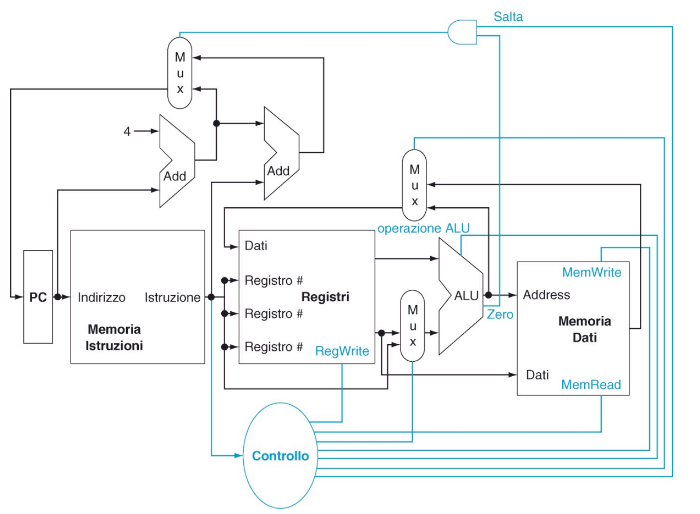 Salta
M
u
x
4
Add
Add
M
u
x
operazione ALU
Dati
PC
Indirizzo
Istruzione
Memoria
Istruzioni
Registro #
Registri
Registro #
Registro #
RegWrite
M
u
x
ALU
Zero
MemWrite
Address
Memoria
Dati
Dati
MemRead
Controllo